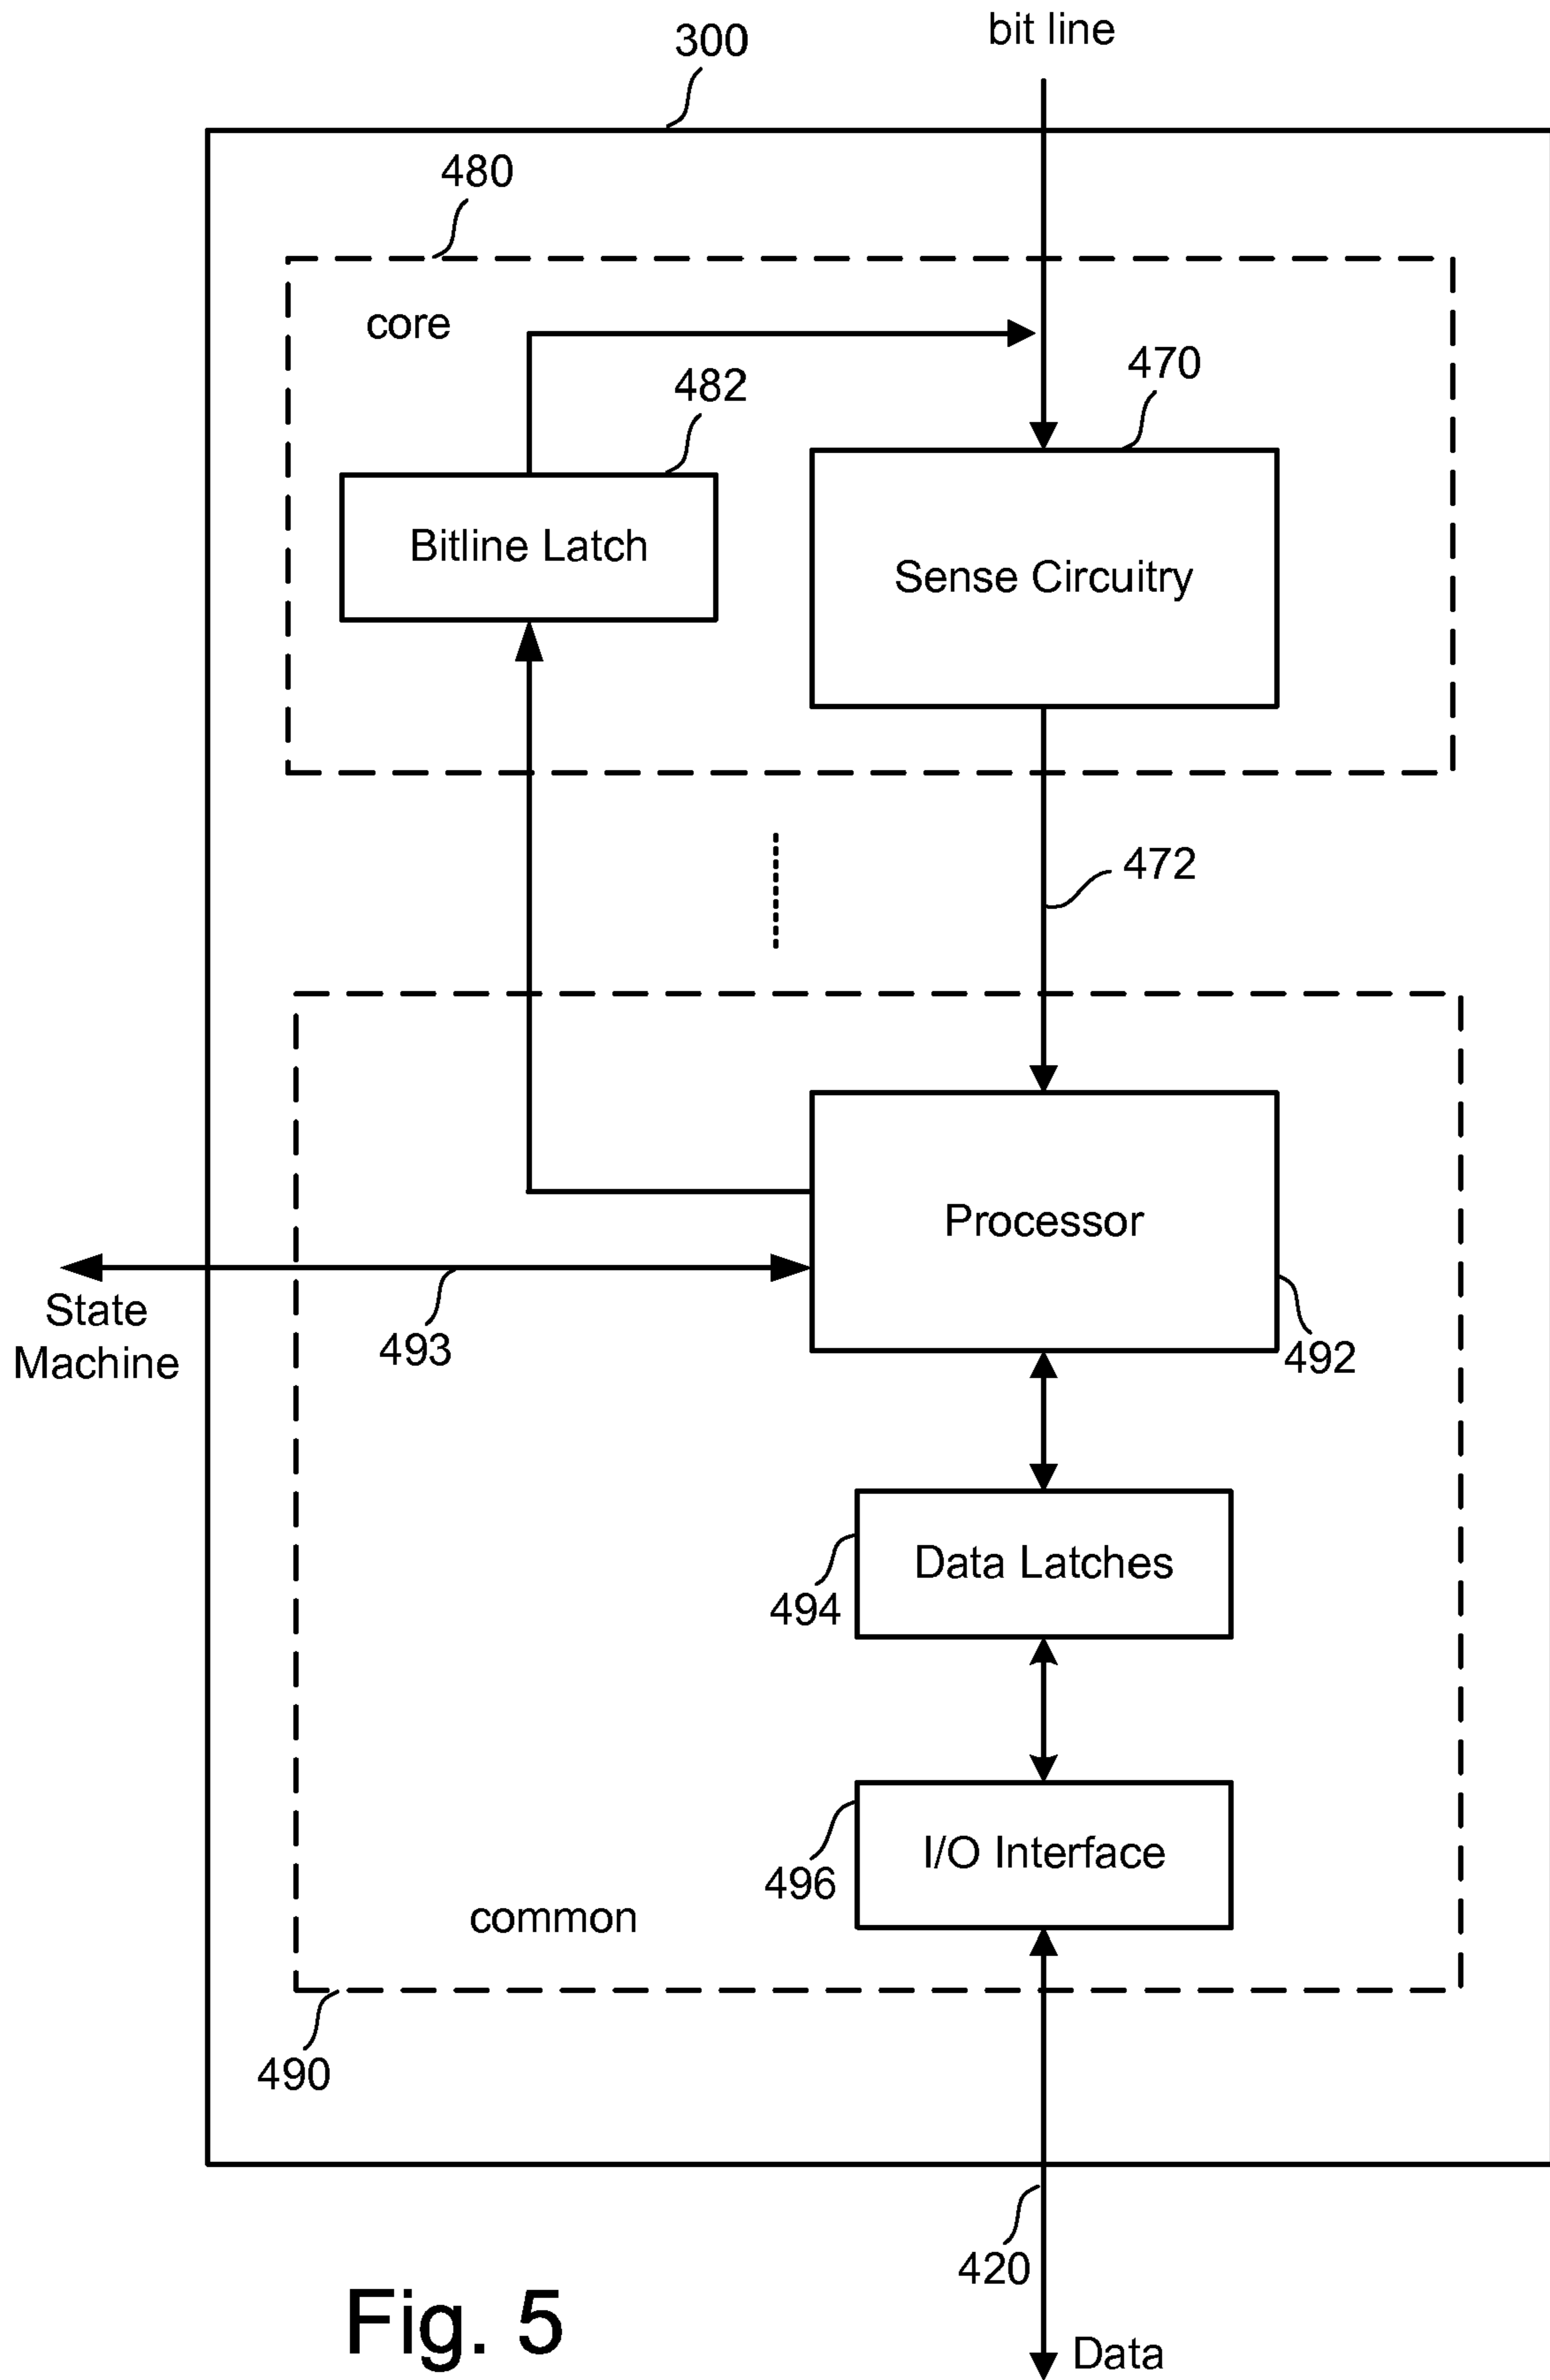 bit line
300
480
core
470
482
Bitline Latch
Sense Circuitry
472
Processor
State
Machine
493
492
Data Latches
494
I/O Interface
496
common
490
420
Fig. 5
Data